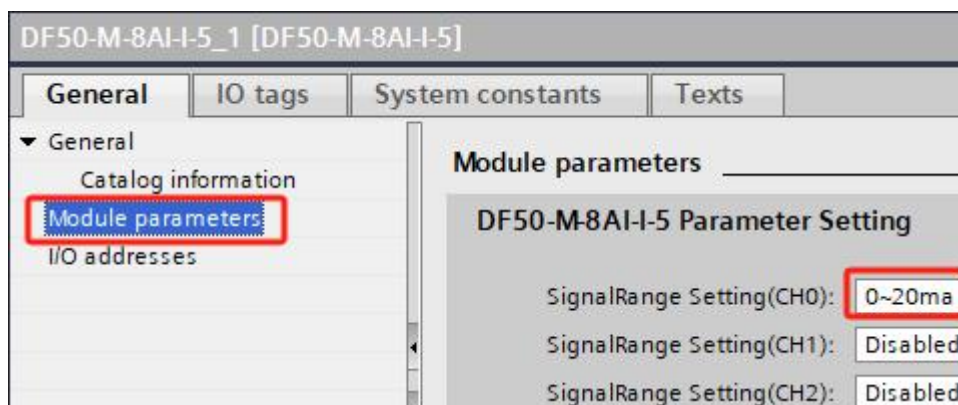 DF50-M-8AI-I-5_1 [DF50-M-8AI-I-5]
General IO tags System constants Texts
General
Catalog information
Module parameters
I/O addresses
Module parameters
DF50-M-8AI-I-5 Parameter Setting
SignalRange Setting(CH0): 0~20ma
SignalRange Setting(CH1): Disabled
SignalRange Setting(CH2): Disabled